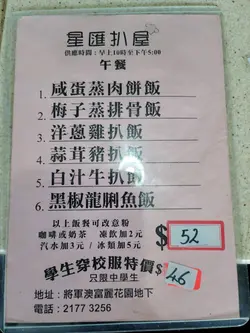 星匯扒屋
供應時間：早上10時至下午5:00
午餐
1. 咸蛋蒸肉餅飯
2. 梅子蒸排骨飯
3. 洋蔥雞扒飯
4. 蒜茸豬扒飯
5. 白汁牛扒飯
6. 黑椒龍脷魚飯
以上飯餐可改意粉
咖啡或奶茶 凍飲加2元
汽水加3元 / 冰類加5元
$52
學生穿校服特價 $46
只限中學生
地址：將軍澳富麗花園地下
電話：2177 3256